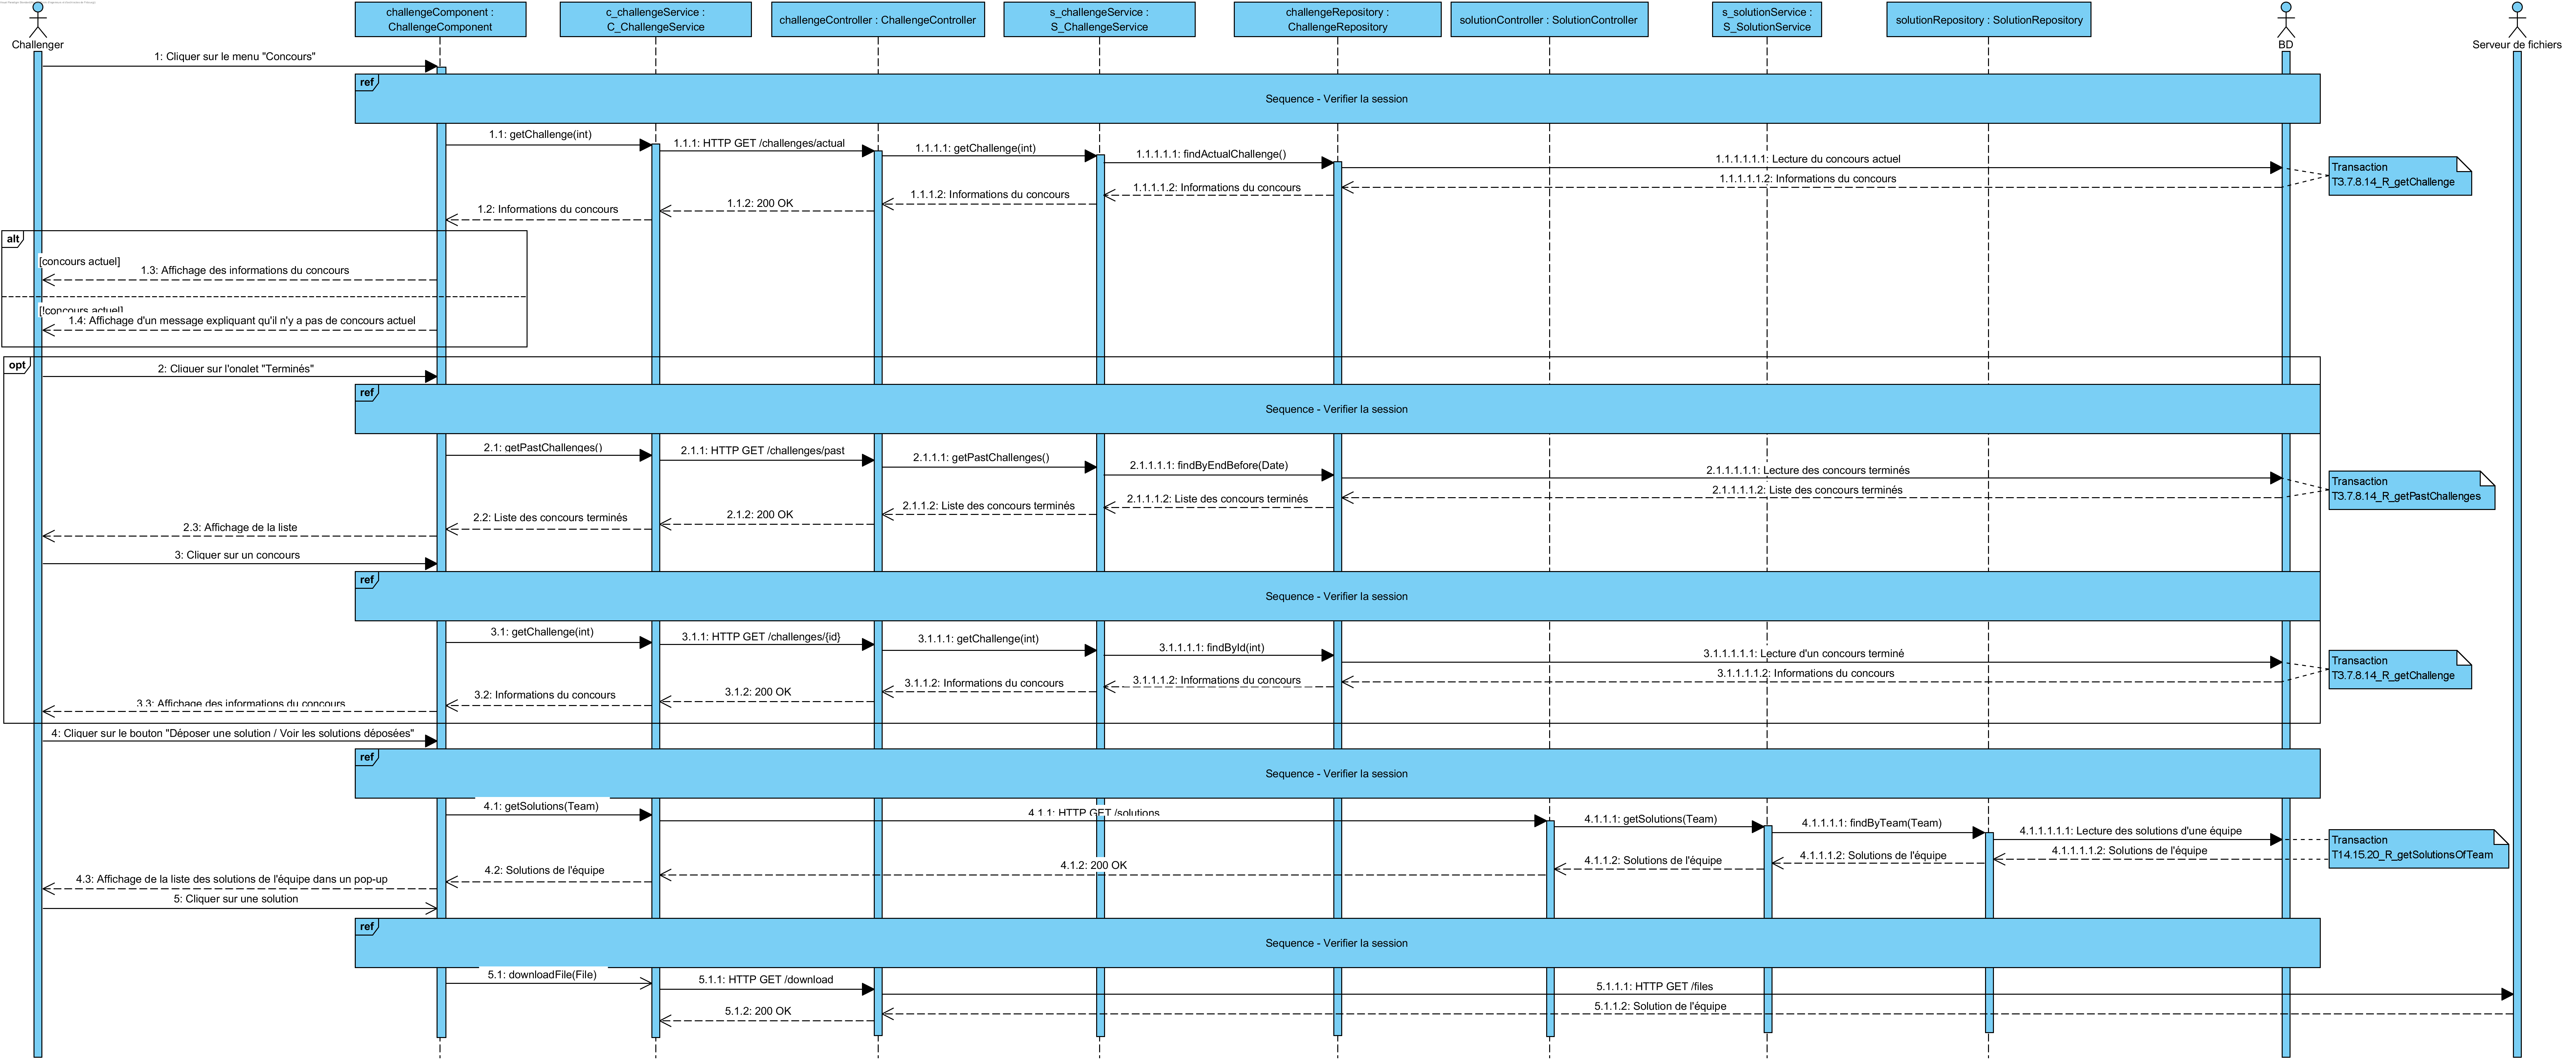 challengeComponent :
ChallengeComponent
c_challengeService :
C_ChallengeService
challengeController : ChallengeController
s_challengeService :
S_ChallengeService
challengeRepository :
ChallengeRepository
solutionController : SolutionController
s_solutionService :
S_SolutionService
solutionRepository : SolutionRepository
Challenger
BD
Serveur de fichiers
1: Cliquer sur le menu "Concours"
ref
Sequence - Verifier la session
1.1: getChallenge(int)
1.1.1: HTTP GET /challenges/actual
1.1.1.1: getChallenge(int)
1.1.1.1.1: findActualChallenge()
1.1.1.1.1.1: Lecture du concours actuel
Transaction
T3.7.8.14_R_getChallenge
1.1.1.1.1.2: Informations du concours
1.1.1.1.2: Informations du concours
1.1.1.2: Informations du concours
1.1.2: 200 OK
1.2: Informations du concours
alt
[concours actuel]
1.3: Affichage des informations du concours
[!concours actuel]
1.4: Affichage d'un message expliquant qu'il n'y a pas de concours actuel
opt
2: Cliquer sur l'onglet "Terminés"
ref
Sequence - Verifier la session
2.1: getPastChallenges()
2.1.1: HTTP GET /challenges/past
2.1.1.1: getPastChallenges()
2.1.1.1.1: findByEndBefore(Date)
2.1.1.1.1.1: Lecture des concours terminés
Transaction
T3.7.8.14_R_getPastChallenges
2.1.1.1.1.2: Liste des concours terminés
2.1.1.1.2: Liste des concours terminés
2.1.1.2: Liste des concours terminés
2.1.2: 200 OK
2.2: Liste des concours terminés
2.3: Affichage de la liste
3: Cliquer sur un concours
ref
Sequence - Verifier la session
3.1: getChallenge(int)
3.1.1: HTTP GET /challenges/{id}
3.1.1.1: getChallenge(int)
3.1.1.1.1: findById(int)
3.1.1.1.1.1: Lecture d'un concours terminé
Transaction
T3.7.8.14_R_getChallenge
3.1.1.1.1.2: Informations du concours
3.1.1.1.2: Informations du concours
3.1.1.2: Informations du concours
3.1.2: 200 OK
3.2: Informations du concours
3.3: Affichage des informations du concours
4: Cliquer sur le bouton "Déposer une solution / Voir les solutions déposées"
ref
Sequence - Verifier la session
4.1: getSolutions(Team)
4.1.1: HTTP GET /solutions
4.1.1.1: getSolutions(Team)
4.1.1.1.1: findByTeam(Team)
4.1.1.1.1.1: Lecture des solutions d'une équipe
Transaction
T14.15.20_R_getSolutionsOfTeam
4.1.1.1.1.2: Solutions de l'équipe
4.1.1.1.2: Solutions de l'équipe
4.1.1.2: Solutions de l'équipe
4.1.2: 200 OK
4.2: Solutions de l'équipe
4.3: Affichage de la liste des solutions de l'équipe dans un pop-up
5: Cliquer sur une solution
ref
Sequence - Verifier la session
5.1: downloadFile(File)
5.1.1: HTTP GET /download
5.1.1.1: HTTP GET /files
5.1.1.2: Solution de l'équipe
5.1.2: 200 OK